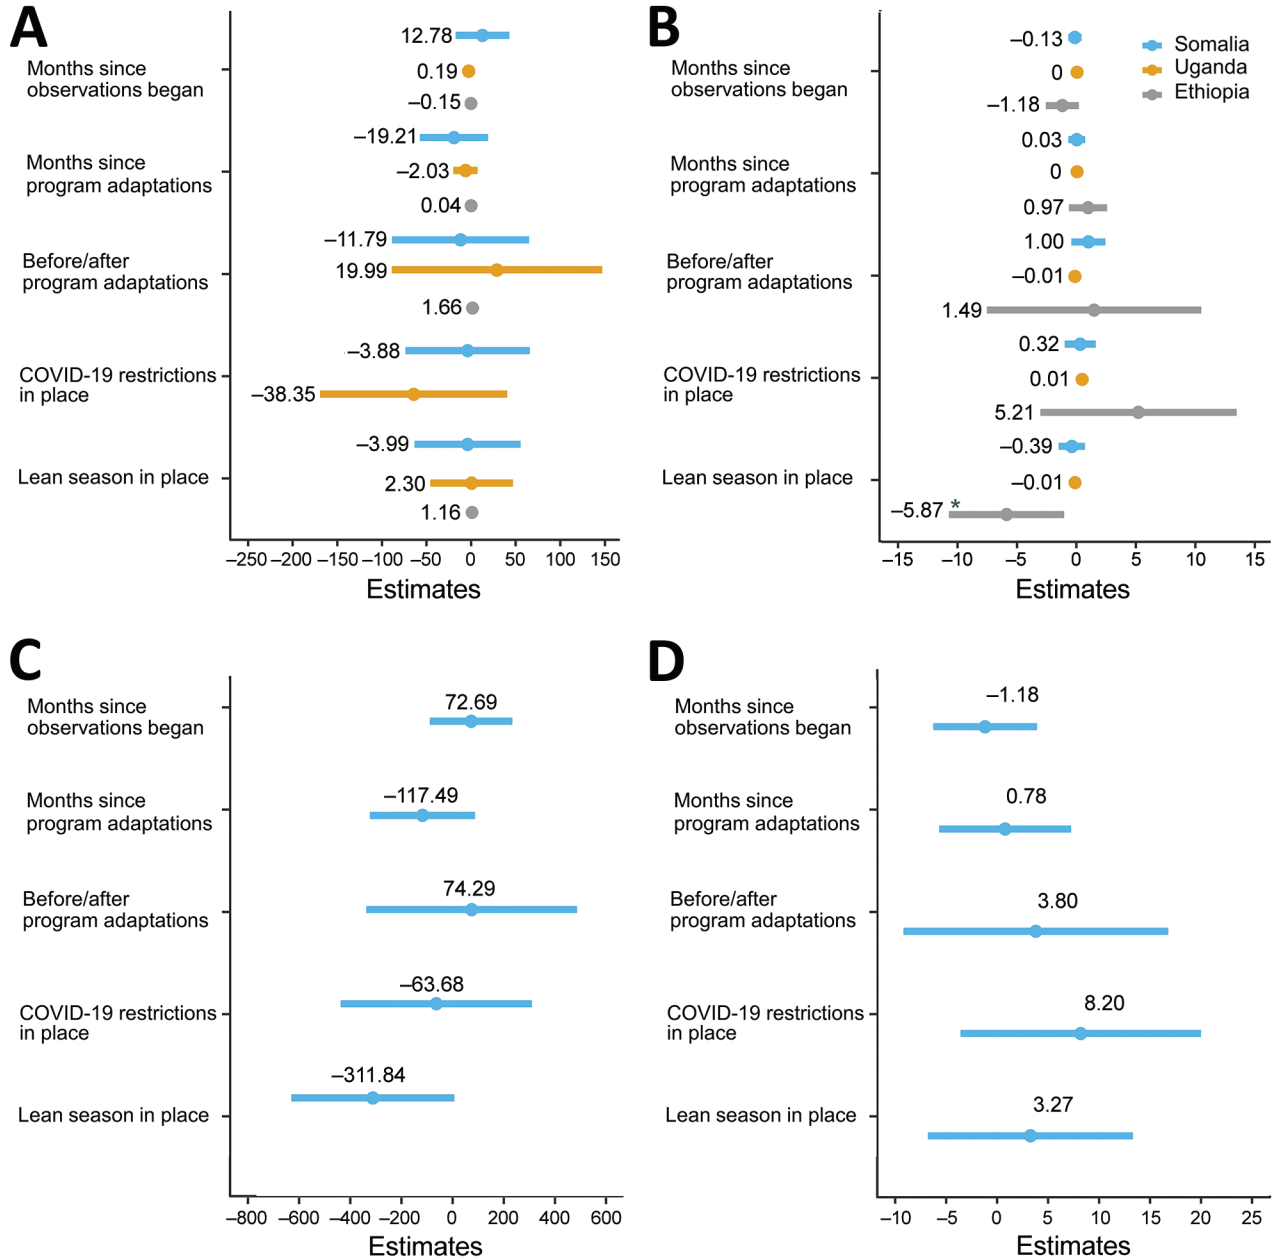 A
12.78
Months since
observations began
0.19
–0.15
–19.21
Months since
program adaptations
–2.03
0.04
–11.79
Before/after
program adaptations
19.99
1.66
–3.88
COVID-19 restrictions
in place
–38.35
–3.99
Lean season in place
2.30
1.16
–250 –200 –150 –100 –50 0 50 100 150
Estimates
B
Somalia
Uganda
Ethiopia
–0.13
Months since
observations began
0
–1.18
0.03
Months since
program adaptations
0
0.97
1.00
Before/after
program adaptations
–0.01
1.49
0.32
COVID-19 restrictions
in place
0.01
5.21
–0.39
Lean season in place
–0.01
–5.87 *
–15 –10 –5 0 5 10 15
Estimates
C
72.69
Months since
observations began
–117.49
Months since
program adaptations
74.29
Before/after
program adaptations
–63.68
COVID-19 restrictions
in place
–311.84
Lean season in place
–800 –600 –400 –200 0 200 400 600
Estimates
D
–1.18
Months since
observations began
0.78
Months since
program adaptations
3.80
Before/after
program adaptations
8.20
COVID-19 restrictions
in place
3.27
Lean season in place
–10 –5 0 5 10 15 20 25
Estimates